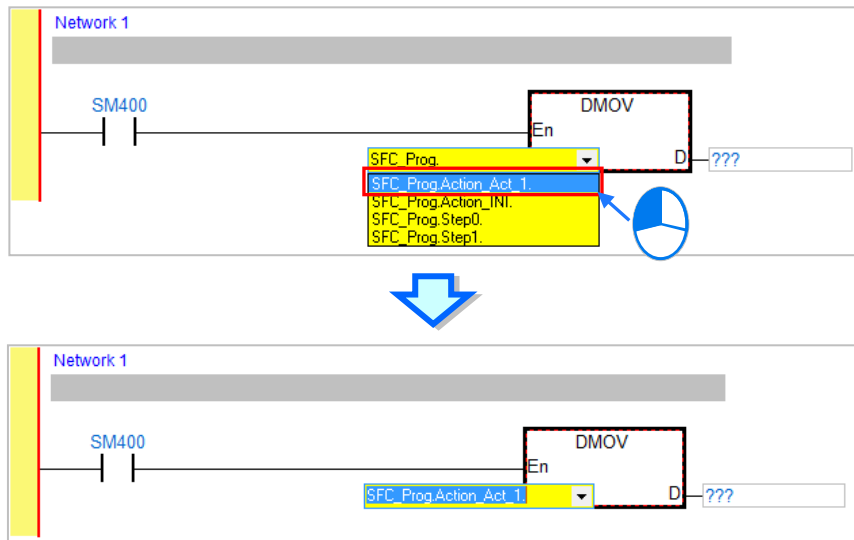 Network 1
SM400
DMOV
En
SFC_Prog.
D
???
SFC_Prog.Action_Act_1.
SFC_Prog.Action_INI.
SFC_Prog.Step0.
SFC_Prog.Step1.
Network 1
SM400
DMOV
En
SFC_Prog.Action_Act_1.
D
???